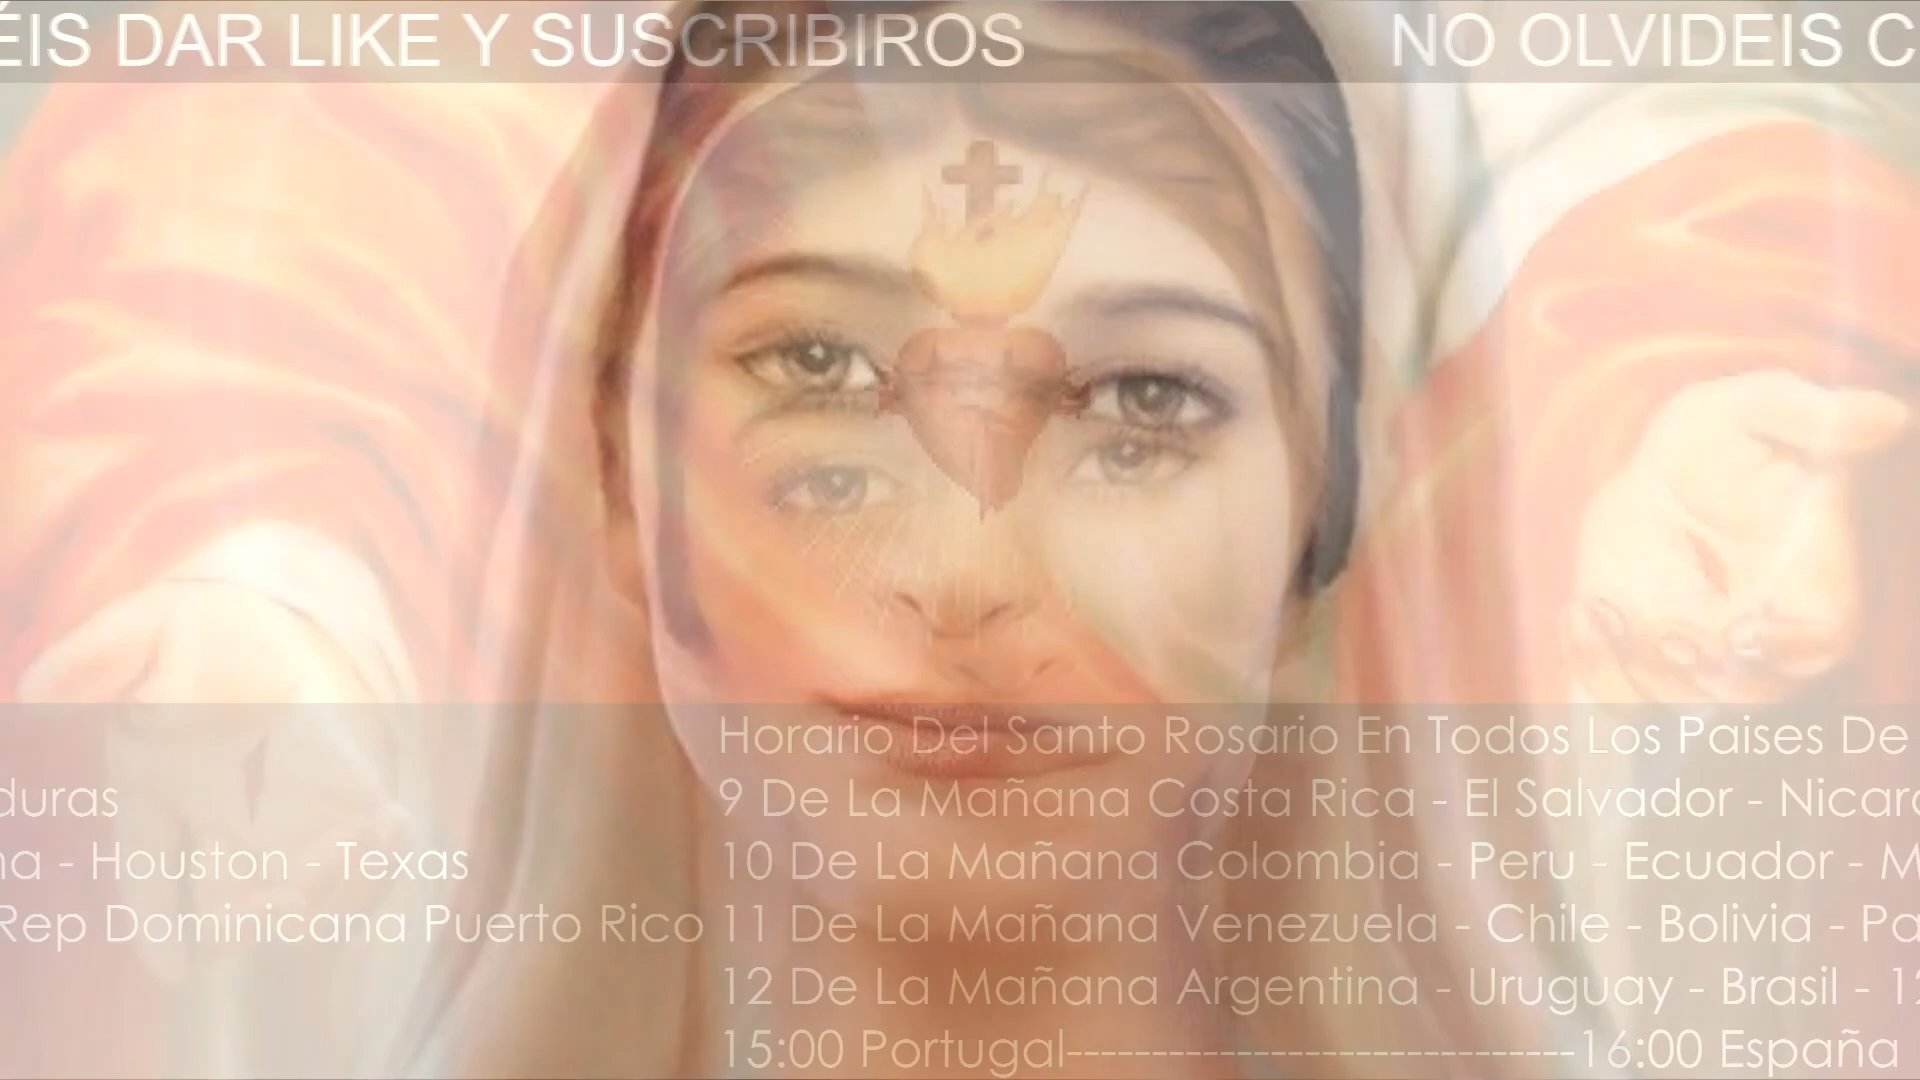 ÉIS DAR LIKE Y SUSCRIBIROS NO OLVIDEIS C
Horario Del Santo Rosario En Todos Los Paises De
duras 9 De La Mañana Costa Rica - El Salvador - Nicar
na - Houston - Texas 10 De La Mañana Colombia - Peru - Ecuador - M
Rep Dominicana Puerto Rico 11 De La Mañana Venezuela - Chile - Bolivia - Pa
12 De La Mañana Argentina - Uruguay - Brasil - 12
15:00 Portugal------------------------------16:00 España